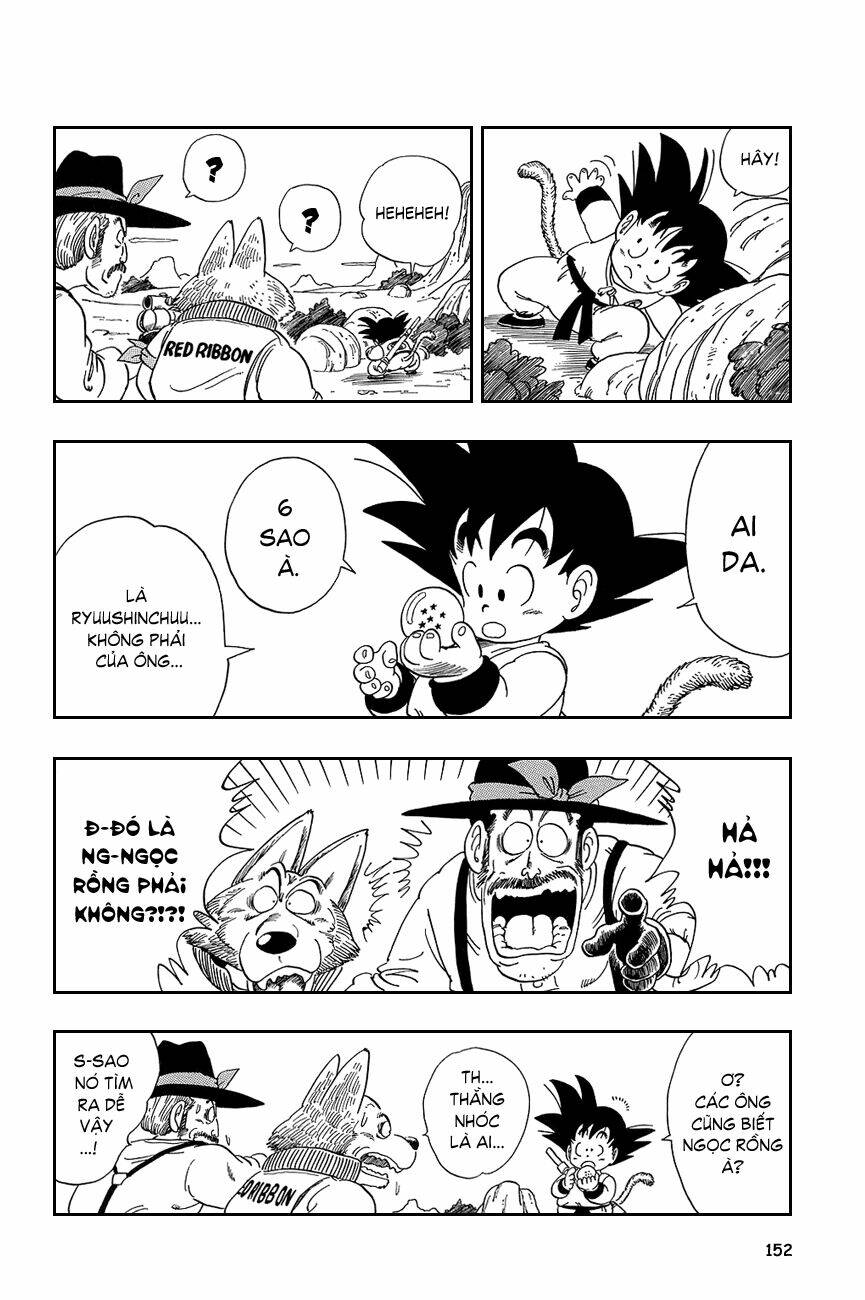 HÂY!
HEHEHEH!
?
?
RED RIBBON
AI
DA.
6
SAO
À.
LÀ
RYUUSHINCHUU...
KHÔNG PHẢI
CỦA ÔNG...
HẢ
HẢ!!!
Đ-ĐÓ LÀ
NG-NGỌC
RỒNG PHẢI
KHÔNG?!?!
Ơ?
CÁC ÔNG
CŨNG BIẾT
NGỌC RỒNG
À?
TH...
THẰNG
NHÓC
LÀ AI...
S-SAO
NÓ TÌM
RA DỄ
VẬY
...!
ED RIBBON
152